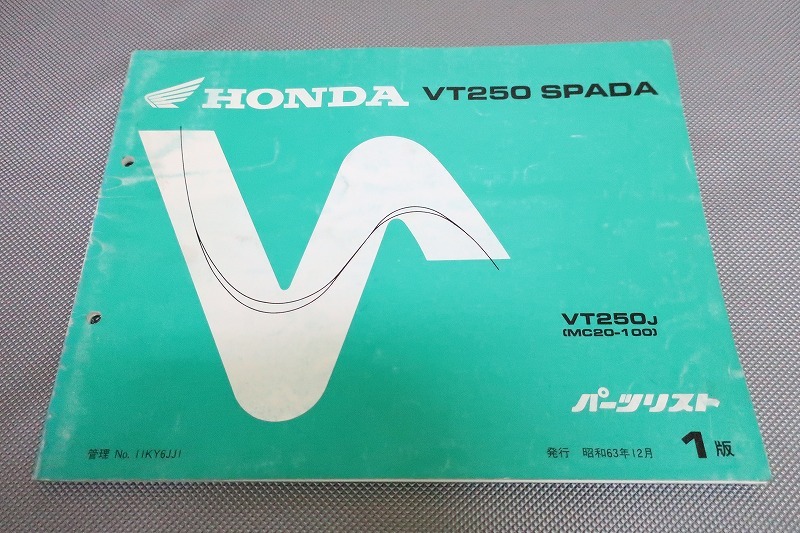 HONDA VT250 SPADA
VT250J
(MC20-100)
パーツリスト
管理 No. 11KY6JJ1
発行 昭和63年12月
1版